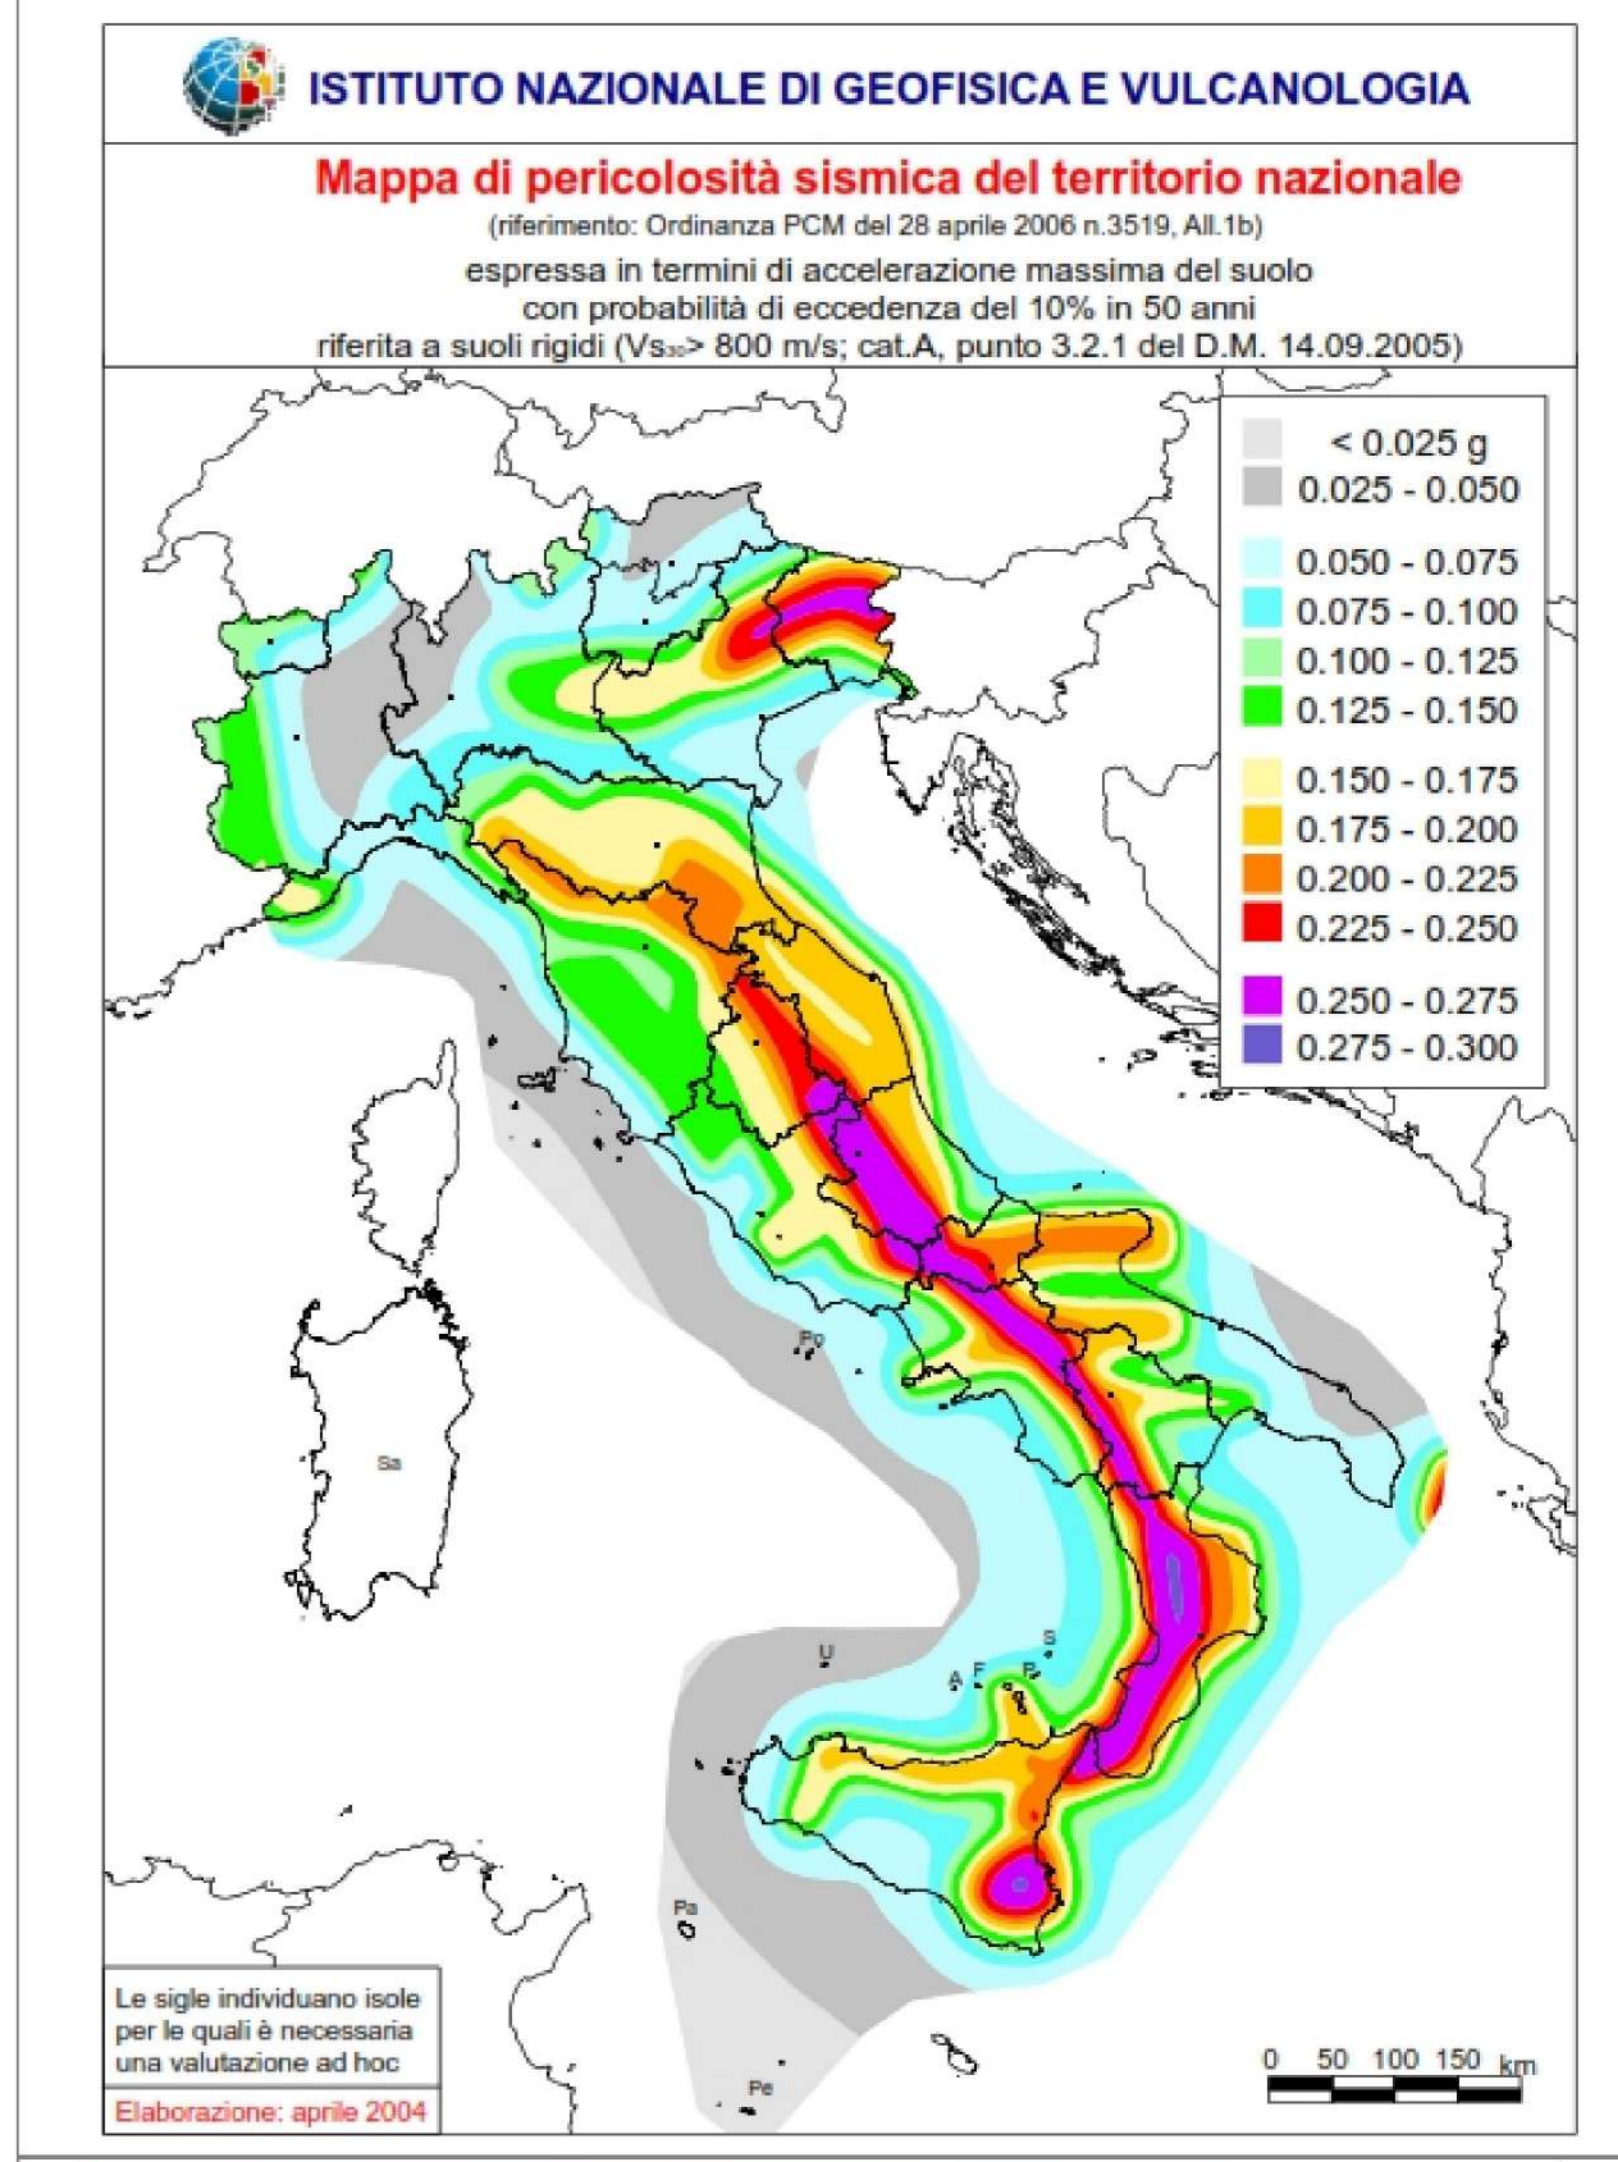 ISTITUTO NAZIONALE DI GEOFISICA E VULCANOLOGIA
Mappa di pericolosità sismica del territorio nazionale
(riferimento: Ordinanza PCM del 28 aprile 2006 n.3519, All.1b)
espressa in termini di accelerazione massima del suolo
con probabilità di eccedenza del 10% in 50 anni
riferita a suoli rigidi (Vs₃₀> 800 m/s; cat.A, punto 3.2.1 del D.M. 14.09.2005)
< 0.025 g
0.025 - 0.050
0.050 - 0.075
0.075 - 0.100
0.100 - 0.125
0.125 - 0.150
0.150 - 0.175
0.175 - 0.200
0.200 - 0.225
0.225 - 0.250
0.250 - 0.275
0.275 - 0.300
Po
Sa
S
U
A F P
Pa
Pe
Le sigle individuano isole
per le quali è necessaria
una valutazione ad hoc
Elaborazione: aprile 2004
0 50 100 150 km